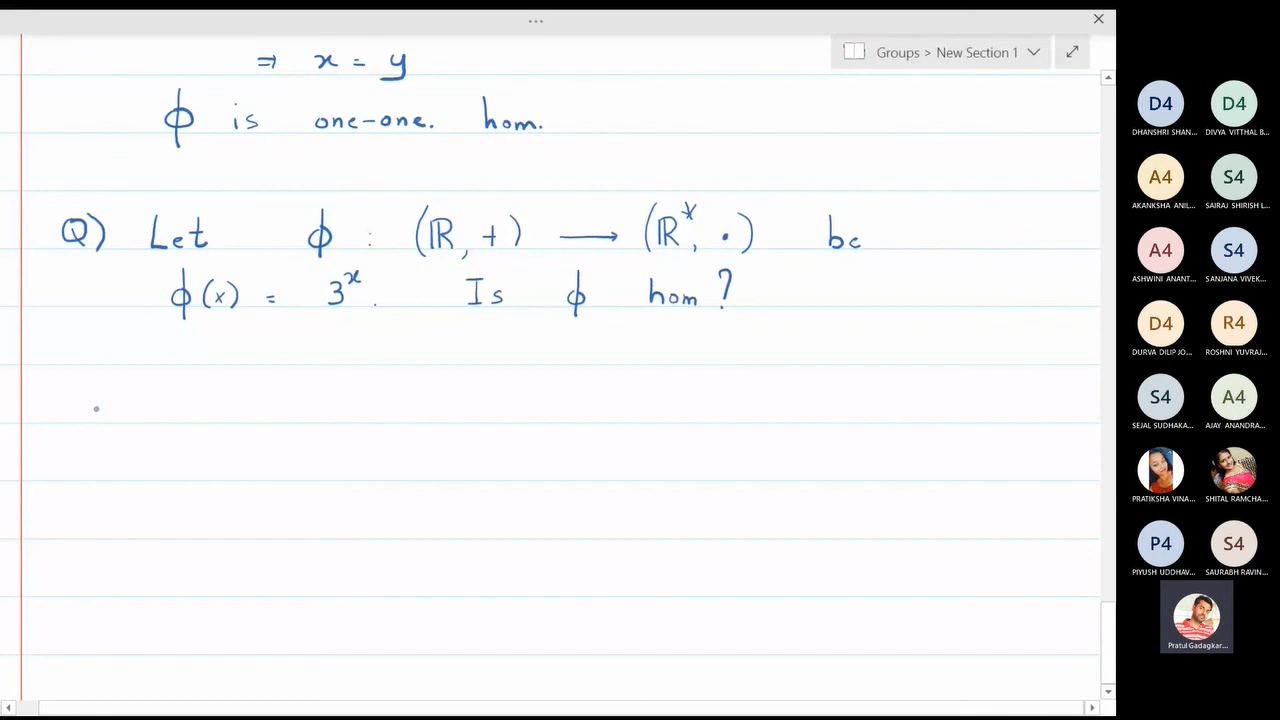 Groups > New Section 1
⇒ x = y
ϕ is one-one. hom.
Q) Let ϕ : (ℝ, +) ⟶ (ℝ*, •) be
ϕ(x) = 3ˣ. Is ϕ hom?
D4 D4
DHANSHRI SHAN... DIVYA VITTHAL B...
A4 S4
AKANKSHA ANIL... SAIRAJ SHIRISH L...
A4 S4
ASHWINI ANANT... SANJANA VIVEK...
D4 R4
DURVA DILIP JO... ROSHNI YUVRAJ...
S4 A4
SEJAL SUDHAKA... AJAY ANANDRA...
PRATIKSHA VINA... SHITAL RAMCHA...
P4 S4
PIYUSH UDDHAV... SAURABH RAVIN...
Pratul Gadagkar...